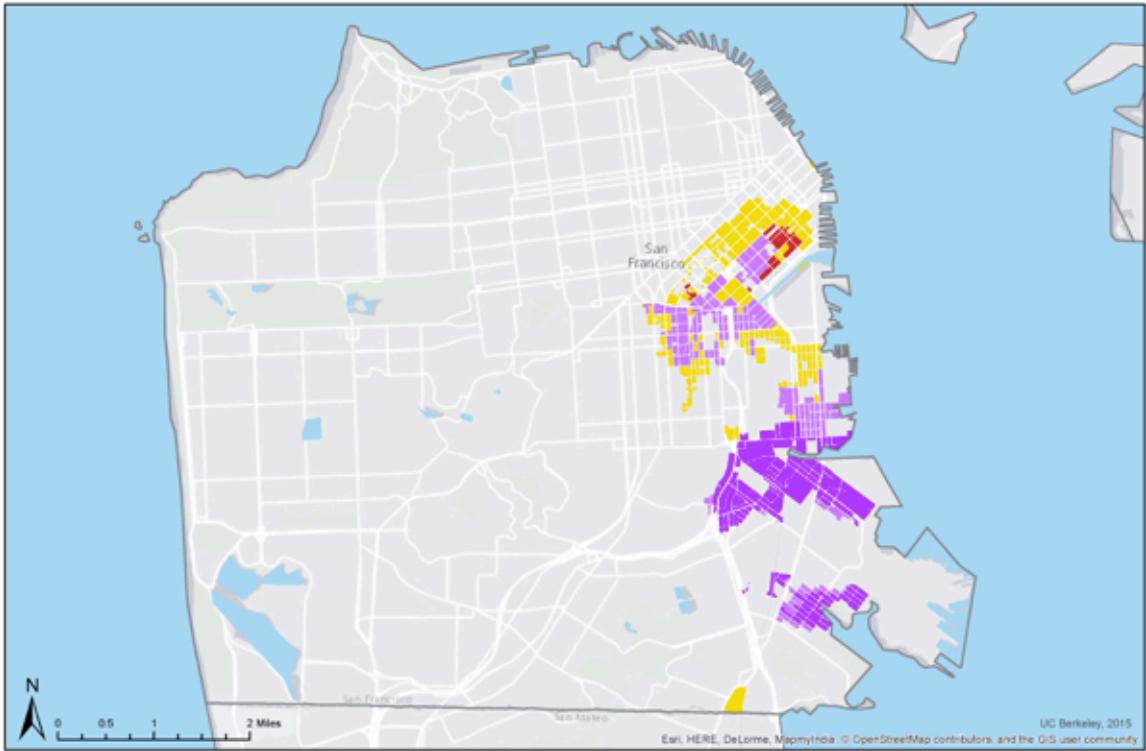 San
Francisco
San Francisco
San Mateo
N
0 0.5 1 2 Miles
UC Berkeley, 2015
Esri, HERE, DeLorme, MapmyIndia, © OpenStreetMap contributors, and the GIS user community